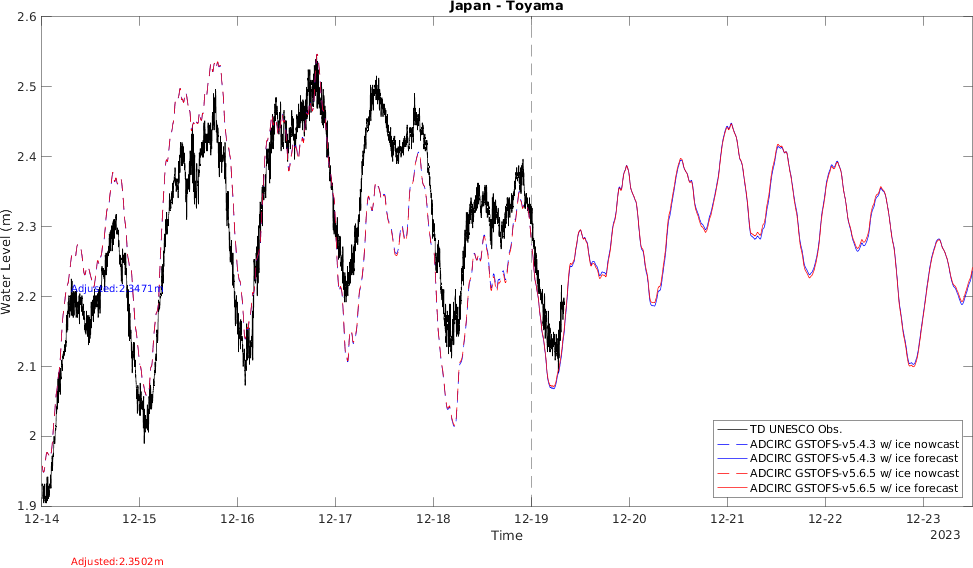 Japan - Toyama
2.6
2.5
2.4
2.3
2.2
2.1
2
1.9
Water Level (m)
Adjusted:2.3471m
TD UNESCO Obs.
ADCIRC GSTOFS-v5.4.3 w/ ice nowcast
ADCIRC GSTOFS-v5.4.3 w/ ice forecast
ADCIRC GSTOFS-v5.6.5 w/ ice nowcast
ADCIRC GSTOFS-v5.6.5 w/ ice forecast
12-14 12-15 12-16 12-17 12-18 12-19 12-20 12-21 12-22 12-23
Time
2023
Adjusted:2.3502m